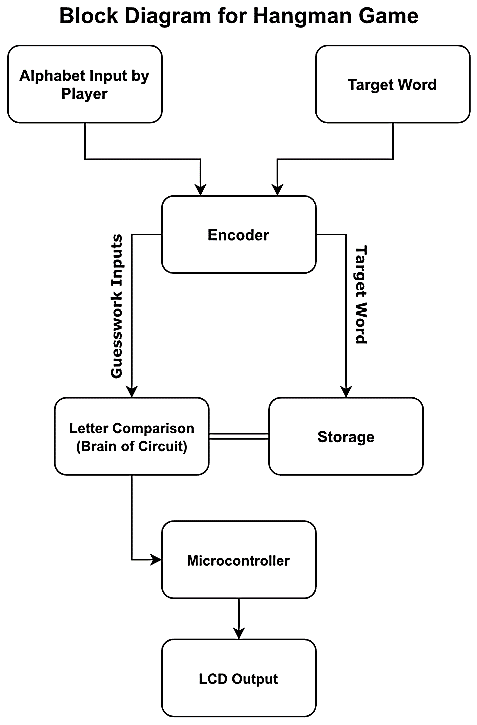 Block Diagram for Hangman Game
Alphabet Input by
Player
Target Word
Encoder
Guesswork Inputs
Target Word
Letter Comparison
(Brain of Circuit)
Storage
Microcontroller
LCD Output